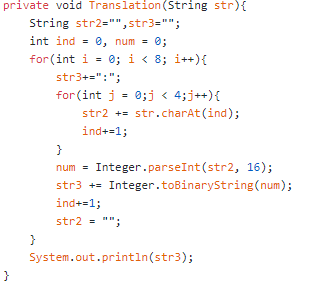 private void Translation(String str){
    String str2="",str3="";
    int ind = 0, num = 0;
    for(int i = 0; i < 8; i++){
        str3+=":";
        for(int j = 0;j < 4;j++){
            str2 += str.charAt(ind);
            ind+=1;
        }
        num = Integer.parseInt(str2, 16);
        str3 += Integer.toBinaryString(num);
        ind+=1;
        str2 = "";
    }
    System.out.println(str3);
}